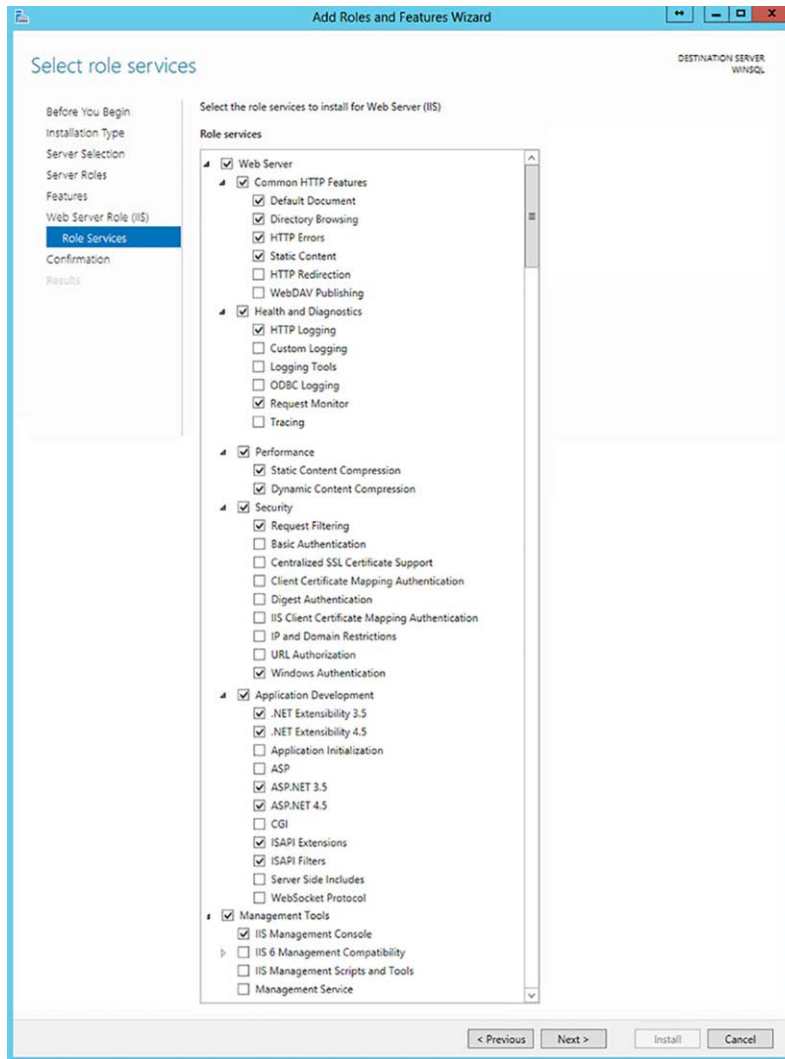 Add Roles and Features Wizard
Select role services
DESTINATION SERVER
WINSQL
Before You Begin
Installation Type
Server Selection
Server Roles
Features
Web Server Role (IIS)
Role Services
Confirmation
Results
Select the role services to install for Web Server (IIS)
Role services
Web Server
Common HTTP Features
Default Document
Directory Browsing
HTTP Errors
Static Content
HTTP Redirection
WebDAV Publishing
Health and Diagnostics
HTTP Logging
Custom Logging
Logging Tools
ODBC Logging
Request Monitor
Tracing
Performance
Static Content Compression
Dynamic Content Compression
Security
Request Filtering
Basic Authentication
Centralized SSL Certificate Support
Client Certificate Mapping Authentication
Digest Authentication
IIS Client Certificate Mapping Authentication
IP and Domain Restrictions
URL Authorization
Windows Authentication
Application Development
.NET Extensibility 3.5
.NET Extensibility 4.5
Application Initialization
ASP
ASP.NET 3.5
ASP.NET 4.5
CGI
ISAPI Extensions
ISAPI Filters
Server Side Includes
WebSocket Protocol
Management Tools
IIS Management Console
IIS 6 Management Compatibility
IIS Management Scripts and Tools
Management Service
< Previous
Next >
Install
Cancel